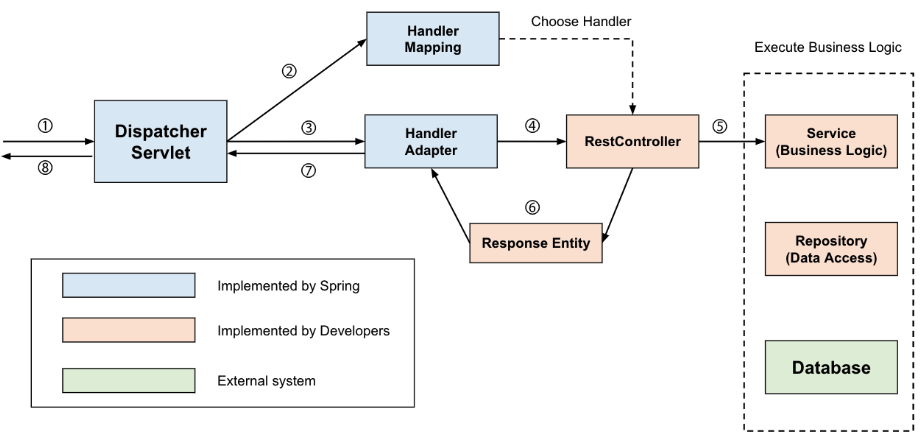 Choose Handler
Handler
Mapping
Execute Business Logic
②
①
Dispatcher
Servlet
⑧
③
⑦
Handler
Adapter
④
RestController
⑤
Service
(Business Logic)
⑥
Response Entity
Repository
(Data Access)
Implemented by Spring
Implemented by Developers
External system
Database